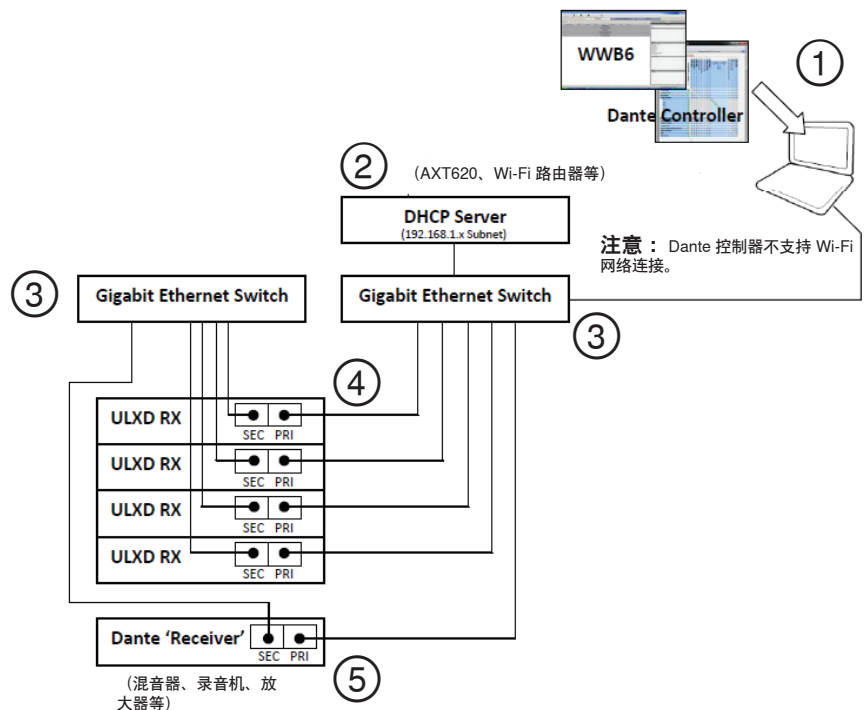 WWB6
Dante Controller
①
②
（AXT620、Wi-Fi 路由器等）
DHCP Server
(192.168.1.x Subnet)
注意： Dante 控制器不支持 Wi-Fi
网络连接。
③
Gigabit Ethernet Switch
Gigabit Ethernet Switch
③
④
ULXD RX
SEC PRI
ULXD RX
SEC PRI
ULXD RX
SEC PRI
ULXD RX
SEC PRI
Dante ‘Receiver’
SEC PRI
⑤
（混音器、录音机、放
大器等）